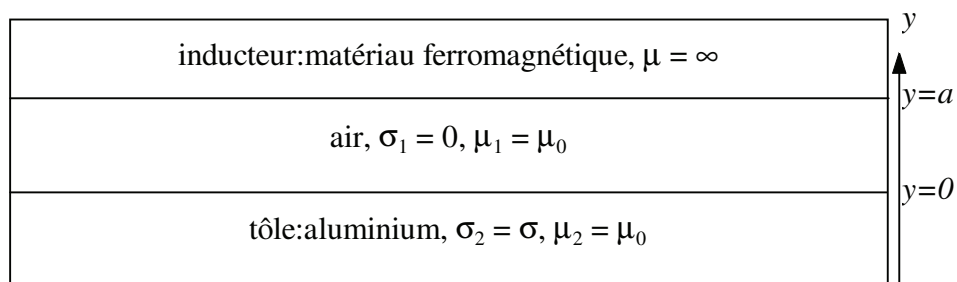 y
inducteur:matériau ferromagnétique, μ = ∞
y=a
air, σ₁ = 0, μ₁ = μ₀
y=0
tôle:aluminium, σ₂ = σ, μ₂ = μ₀